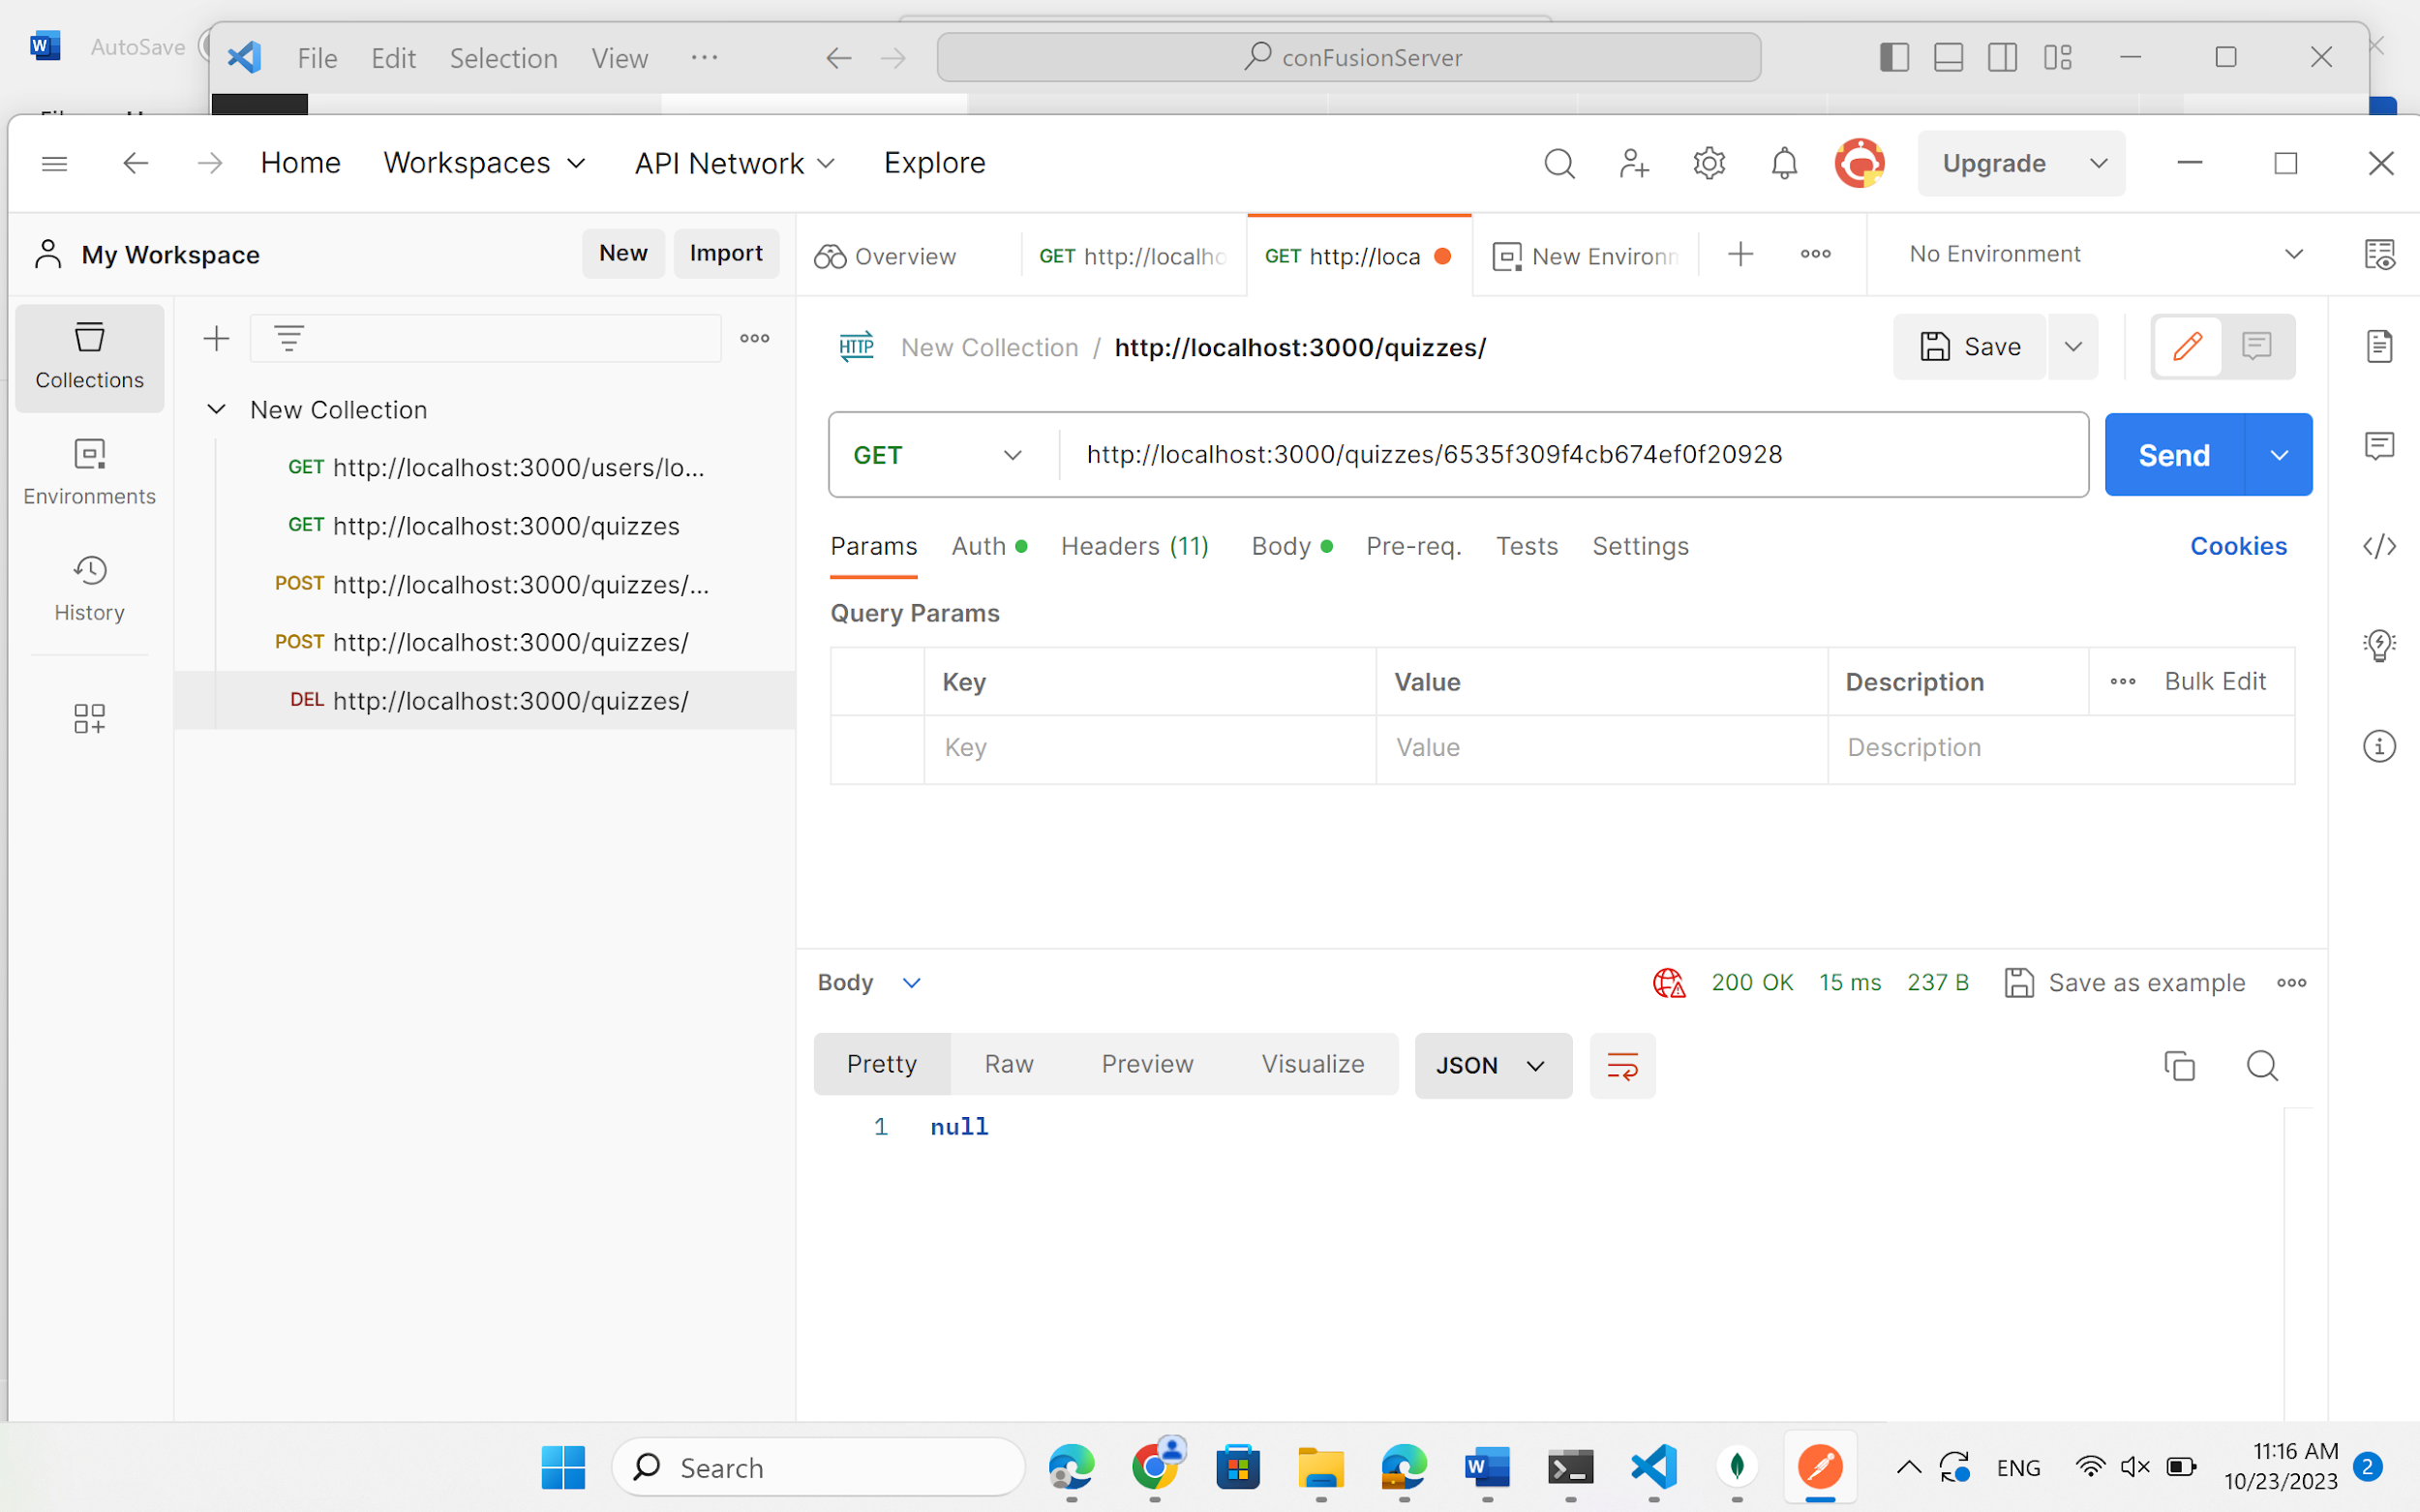 AutoSave
File Edit Selection View ...
conFusionServer
Home Workspaces API Network Explore
Upgrade
My Workspace
New Import
Overview
GET http://localho
GET http://loca
New Environn
No Environment
Collections
Environments
History
New Collection
GET http://localhost:3000/users/lo...
GET http://localhost:3000/quizzes
POST http://localhost:3000/quizzes/...
POST http://localhost:3000/quizzes/
DEL http://localhost:3000/quizzes/
HTTP New Collection / http://localhost:3000/quizzes/
Save
GET http://localhost:3000/quizzes/6535f309f4cb674ef0f20928
Send
Params Auth Headers (11) Body Pre-req. Tests Settings
Cookies
Query Params
Key Value Description Bulk Edit
Key Value Description
Body
200 OK 15 ms 237 B Save as example
Pretty Raw Preview Visualize JSON
1 null
Search
ENG
11:16 AM
10/23/2023
2